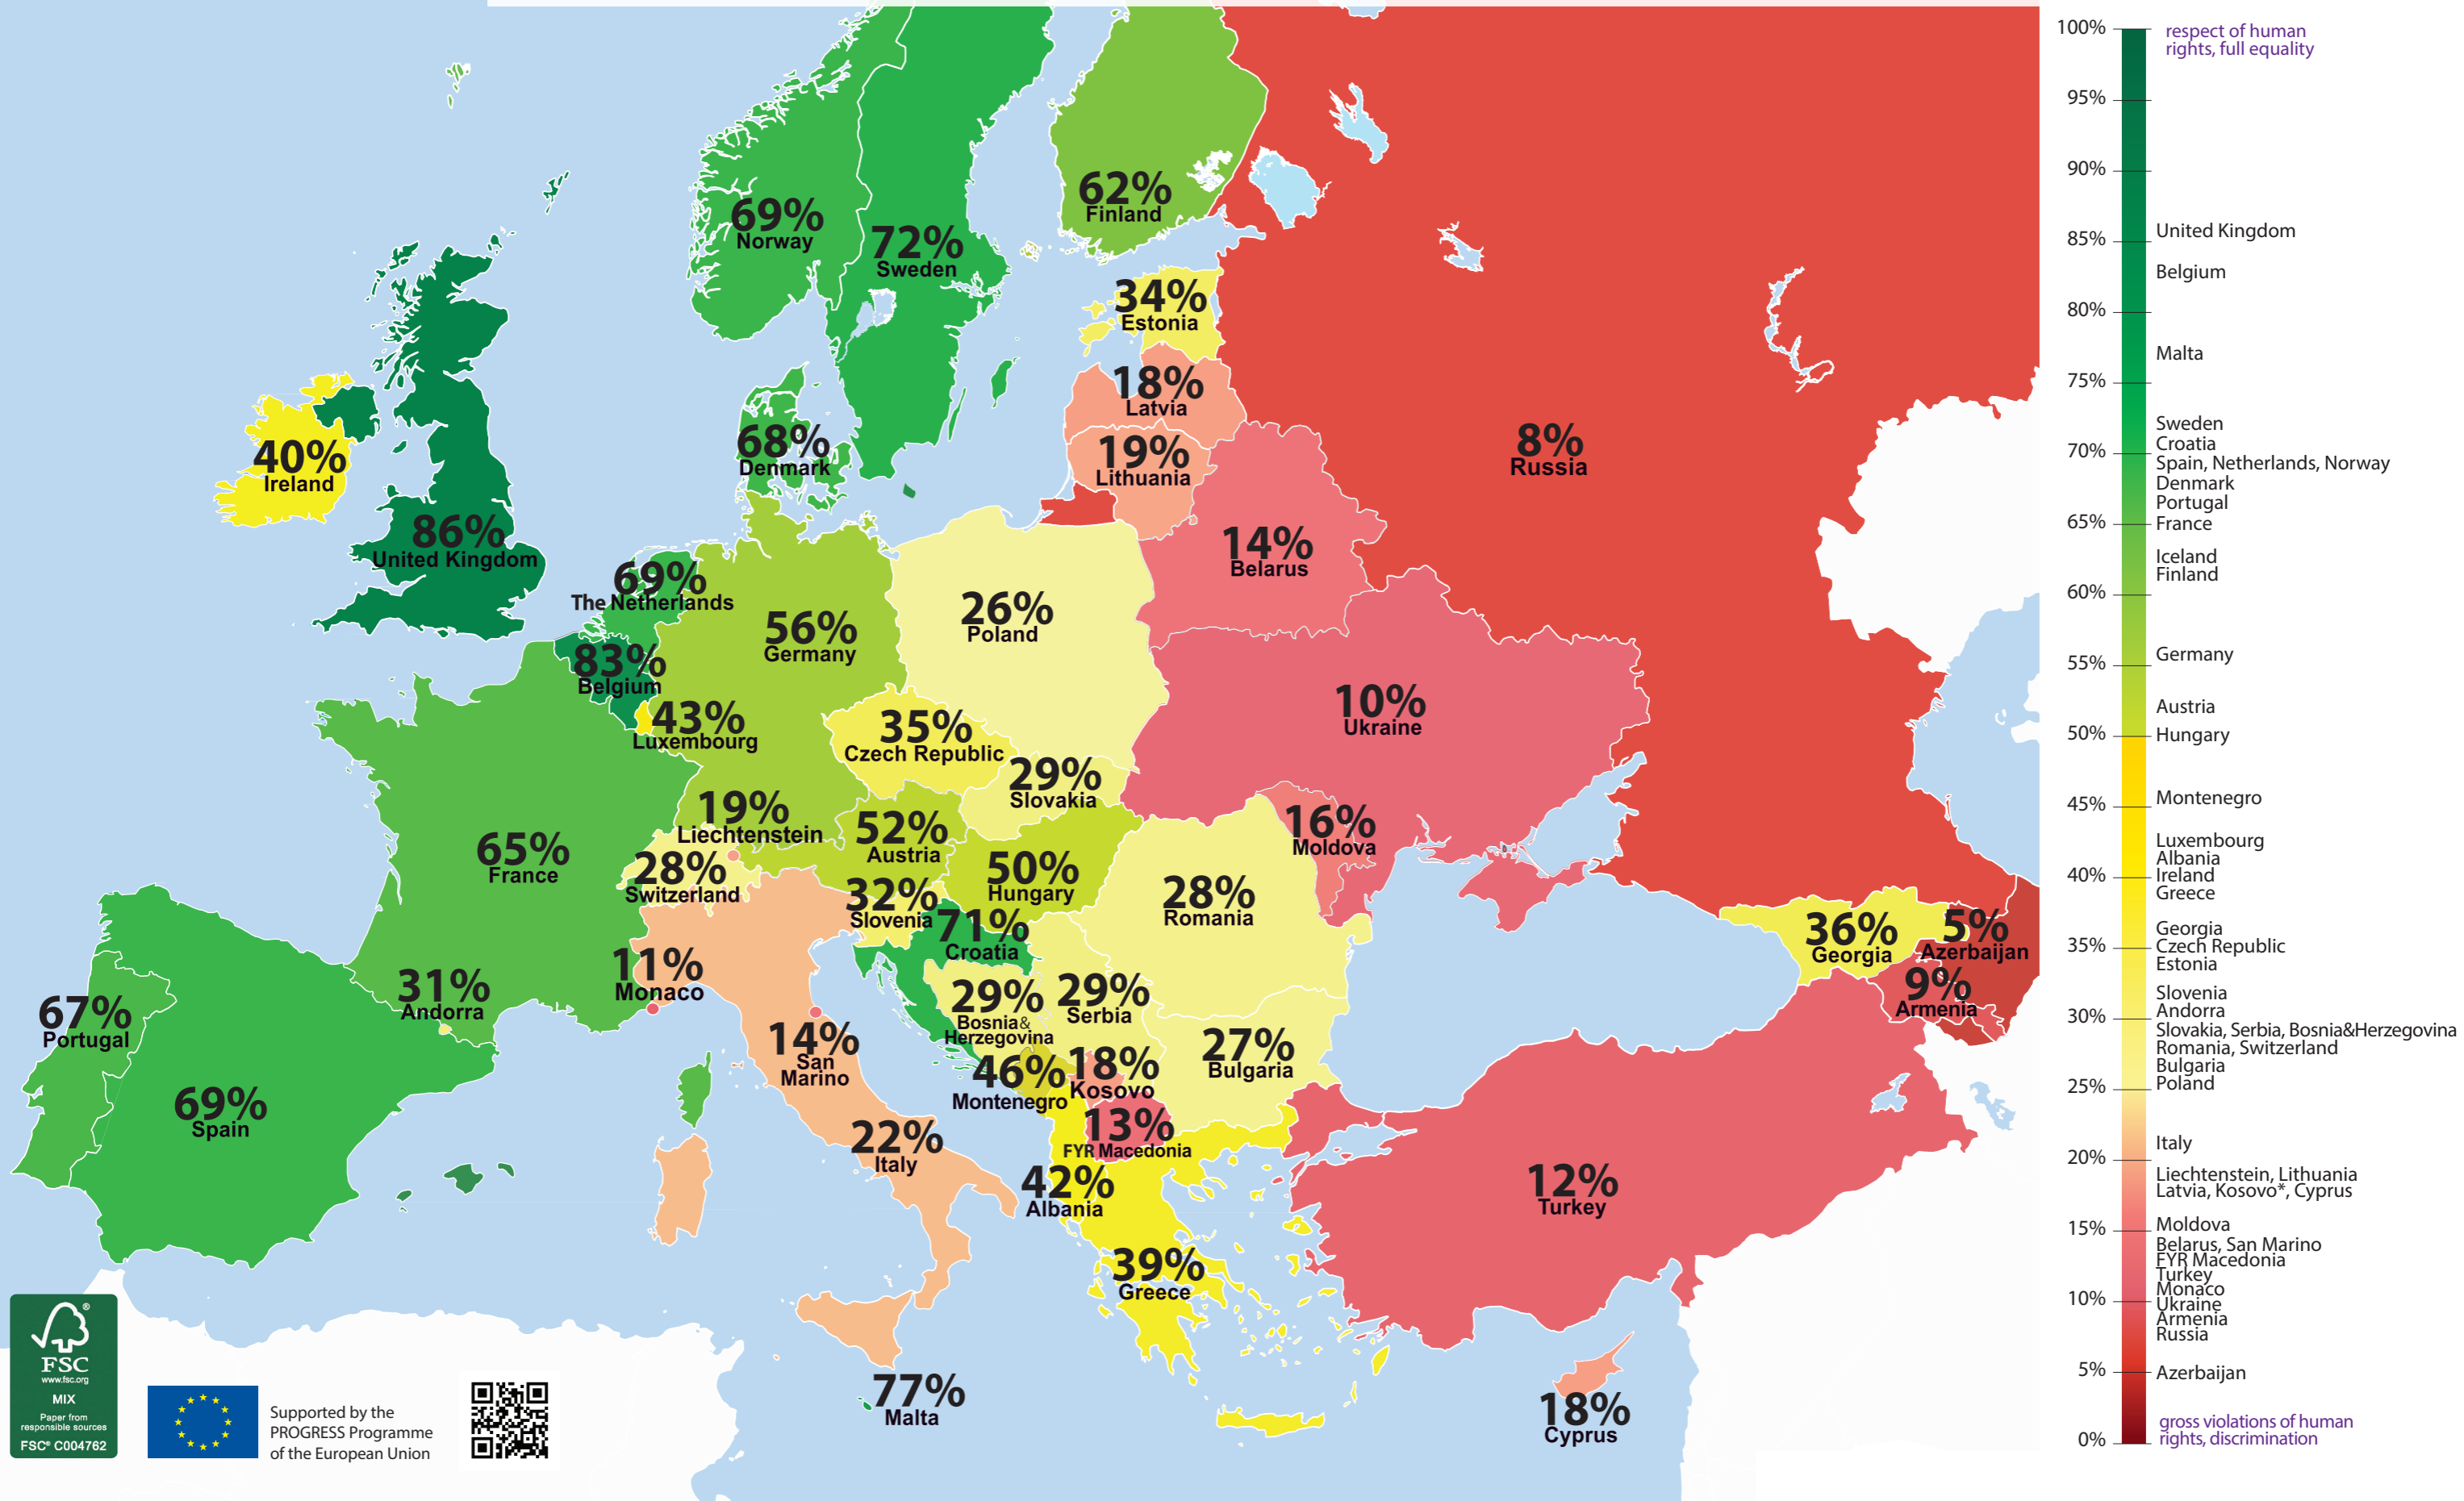 69%
Norway
72%
Sweden
62%
Finland
34%
Estonia
18%
Latvia
19%
Lithuania
8%
Russia
40%
Ireland
86%
United Kingdom
68%
Denmark
14%
Belarus
69%
The Netherlands
56%
Germany
26%
Poland
83%
Belgium
43%
Luxembourg
35%
Czech Republic
10%
Ukraine
29%
Slovakia
19%
Liechtenstein
52%
Austria
16%
Moldova
65%
France
28%
Switzerland
50%
Hungary
28%
Romania
32%
Slovenia
71%
Croatia
36%
Georgia
5%
Azerbaijan
11%
Monaco
31%
Andorra
29%
Bosnia&
Herzegovina
29%
Serbia
9%
Armenia
67%
Portugal
14%
San
Marino
27%
Bulgaria
46%
Montenegro
18%
Kosovo
69%
Spain
13%
FYR Macedonia
22%
Italy
42%
Albania
12%
Turkey
39%
Greece
77%
Malta
18%
Cyprus
100%
respect of human
rights, full equality
95%
90%
United Kingdom
85%
Belgium
80%
Malta
75%
Sweden
Croatia
70%
Spain, Netherlands, Norway
Denmark
Portugal
65%
France
Iceland
Finland
60%
Germany
55%
Austria
50%
Hungary
Montenegro
45%
Luxembourg
Albania
40%
Ireland
Greece
Georgia
35%
Czech Republic
Estonia
Slovenia
Andorra
30%
Slovakia, Serbia, Bosnia&Herzegovina
Romania, Switzerland
Bulgaria
25%
Poland
Italy
20%
Liechtenstein, Lithuania
Latvia, Kosovo*, Cyprus
15%
Moldova
Belarus, San Marino
FYR Macedonia
Turkey
Monaco
10%
Ukraine
Armenia
Russia
5%
Azerbaijan
gross violations of human
rights, discrimination
0%
®
FSC
www.fsc.org
MIX
Paper from
responsible sources
FSC® C004762
Supported by the
PROGRESS Programme
of the European Union